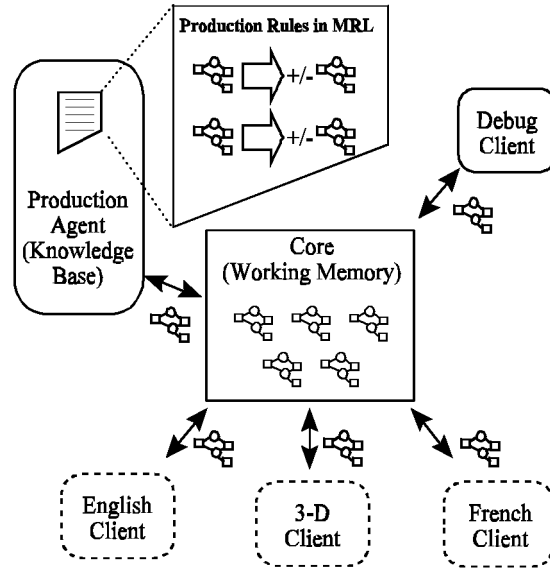 Production Rules in MRL
+/-
+/-
Production
Agent
(Knowledge
Base)
Debug
Client
Core
(Working Memory)
English
Client
3-D
Client
French
Client